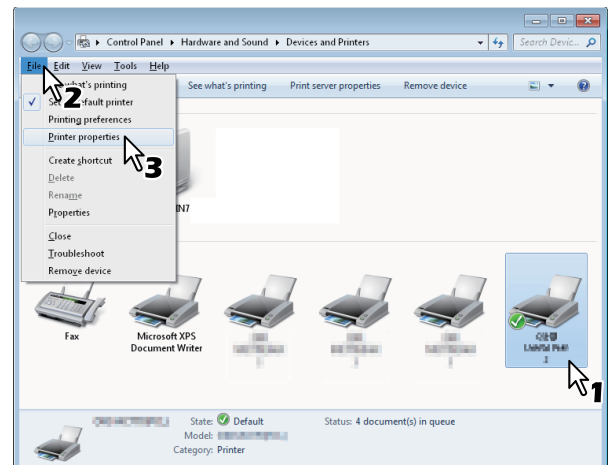 Control Panel ▸ Hardware and Sound ▸ Devices and Printers
Search Devic...
File Edit View Tools Help
See what's printing Print server properties Remove device
what's printing
Set default printer
Printing preferences
Printer properties
Create shortcut
Delete
Rename
Properties
Close
Troubleshoot
Remove device
2
3
N7
Fax
Microsoft XPS
Document Writer
1
State: Default
Status: 4 document(s) in queue
Model:
Category: Printer